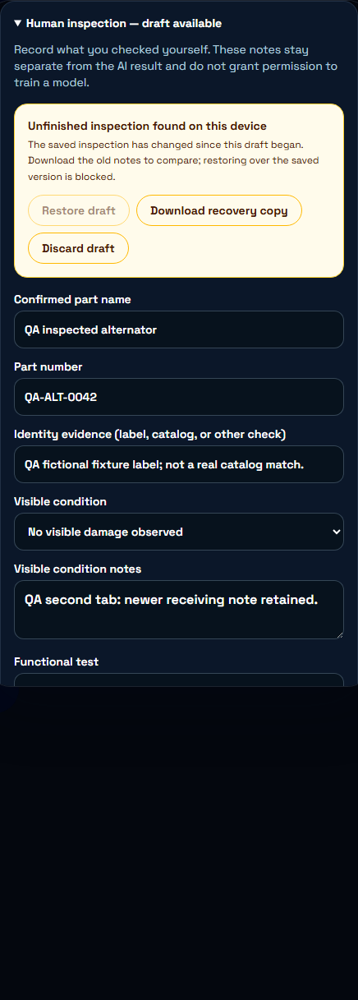 ▼ Human inspection — draft available
Record what you checked yourself. These notes stay
separate from the AI result and do not grant permission to
train a model.
Unfinished inspection found on this device
The saved inspection has changed since this draft began.
Download the old notes to compare; restoring over the saved
version is blocked.
Restore draft
Download recovery copy
Discard draft
Confirmed part name
QA inspected alternator
Part number
QA-ALT-0042
Identity evidence (label, catalog, or other check)
QA fictional fixture label; not a real catalog match.
Visible condition
No visible damage observed
Visible condition notes
QA second tab: newer receiving note retained.
Functional test